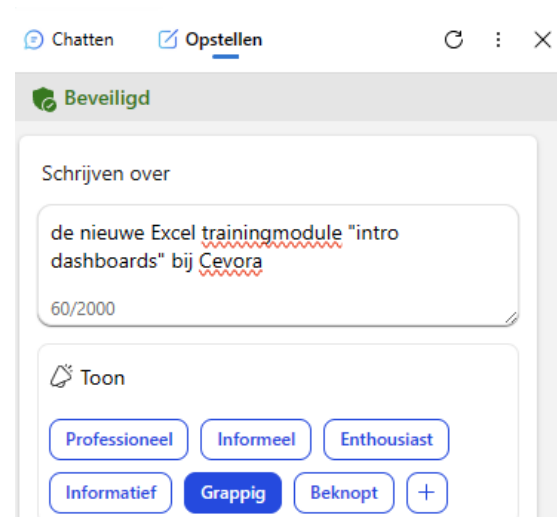 Chatten Opstellen
Beveiligd
Schrijven over
de nieuwe Excel trainingmodule "intro
dashboards" bij Cevora
60/2000
Toon
Professioneel Informeel Enthousiast
Informatief Grappig Beknopt +